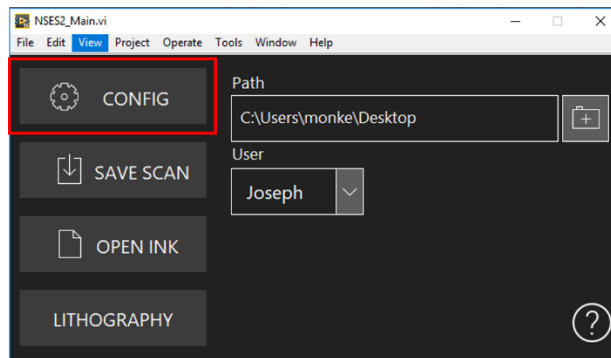 NSES2_Main.vi
File Edit View Project Operate Tools Window Help
CONFIG
Path
C:\Users\monke\Desktop
User
SAVE SCAN
Joseph
OPEN INK
LITHOGRAPHY
?